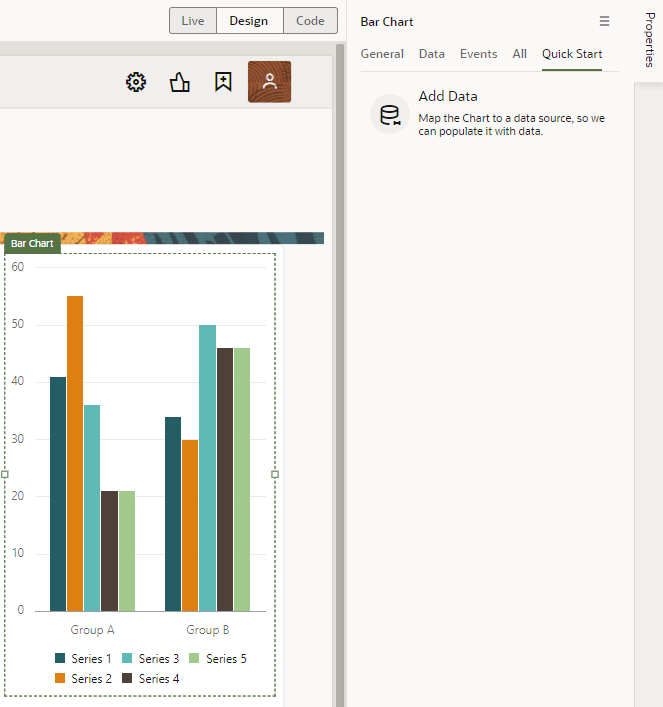 Live Design Code
Bar Chart
Properties
General Data Events All Quick Start
Add Data
Map the Chart to a data source, so we
can populate it with data.
Bar Chart
60
50
40
30
20
10
0
Group A Group B
Series 1 Series 3 Series 5
Series 2 Series 4